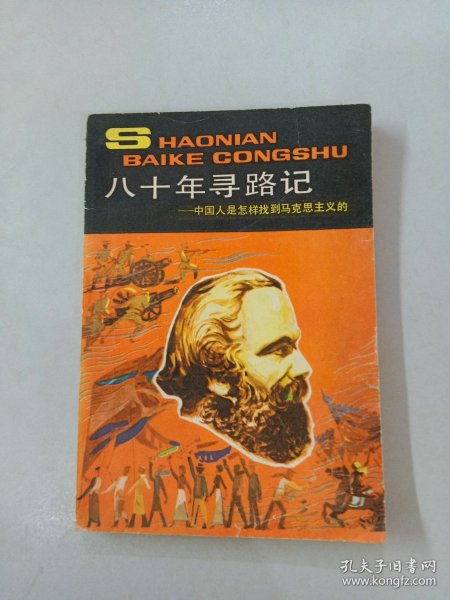 SHAONIAN
BAIKE CONGSHU
八十年寻路记
——中国人是怎样找到马克思主义的
孔夫子旧书网
www.kongfz.com